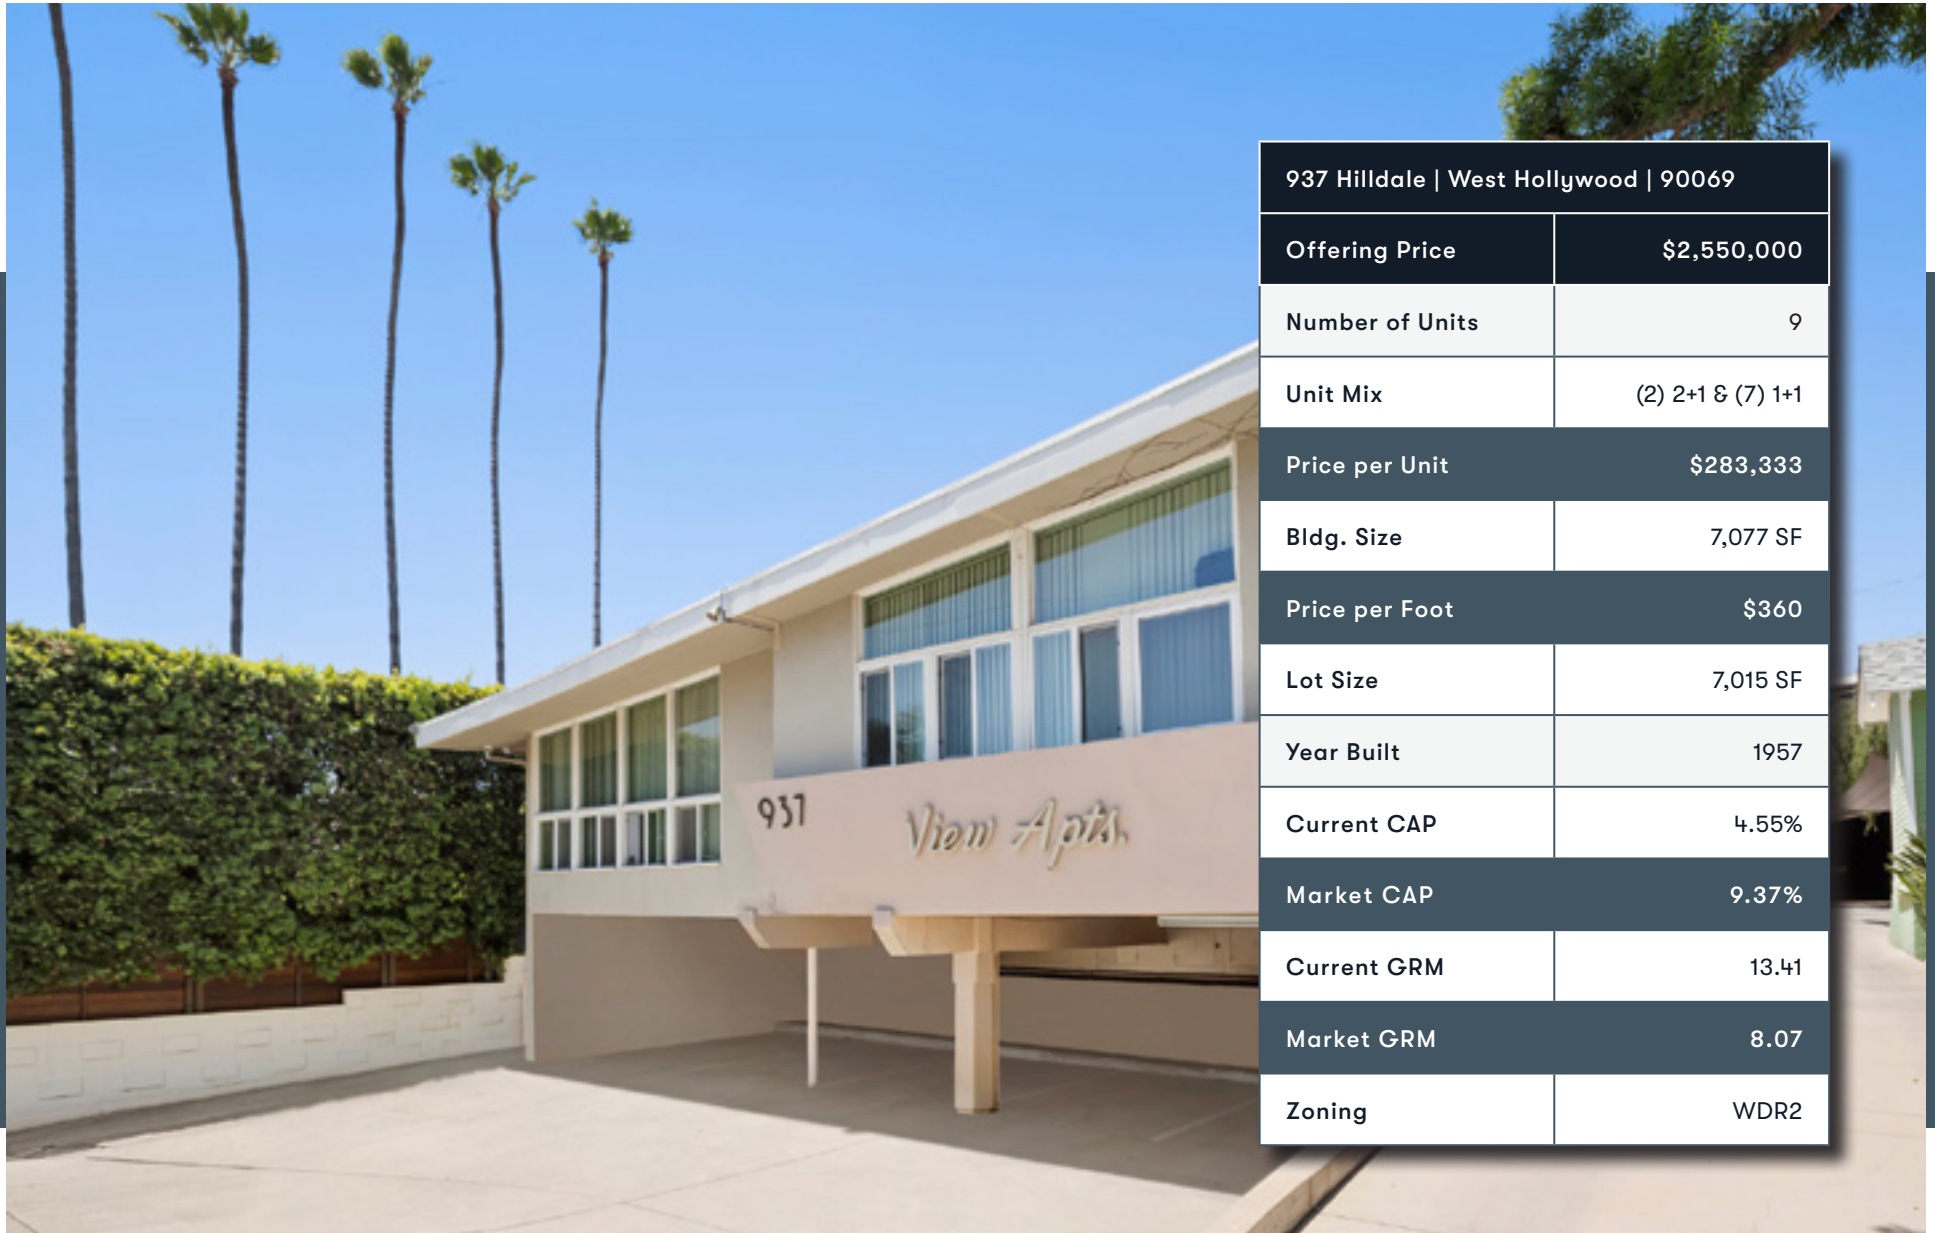 937 Hilldale | West Hollywood | 90069
Offering Price $2,550,000
Number of Units 9
Unit Mix (2) 2+1 & (7) 1+1
Price per Unit $283,333
Bldg. Size 7,077 SF
Price per Foot $360
Lot Size 7,015 SF
Year Built 1957
Current CAP 4.55%
Market CAP 9.37%
Current GRM 13.41
Market GRM 8.07
Zoning WDR2
937 View Apts.